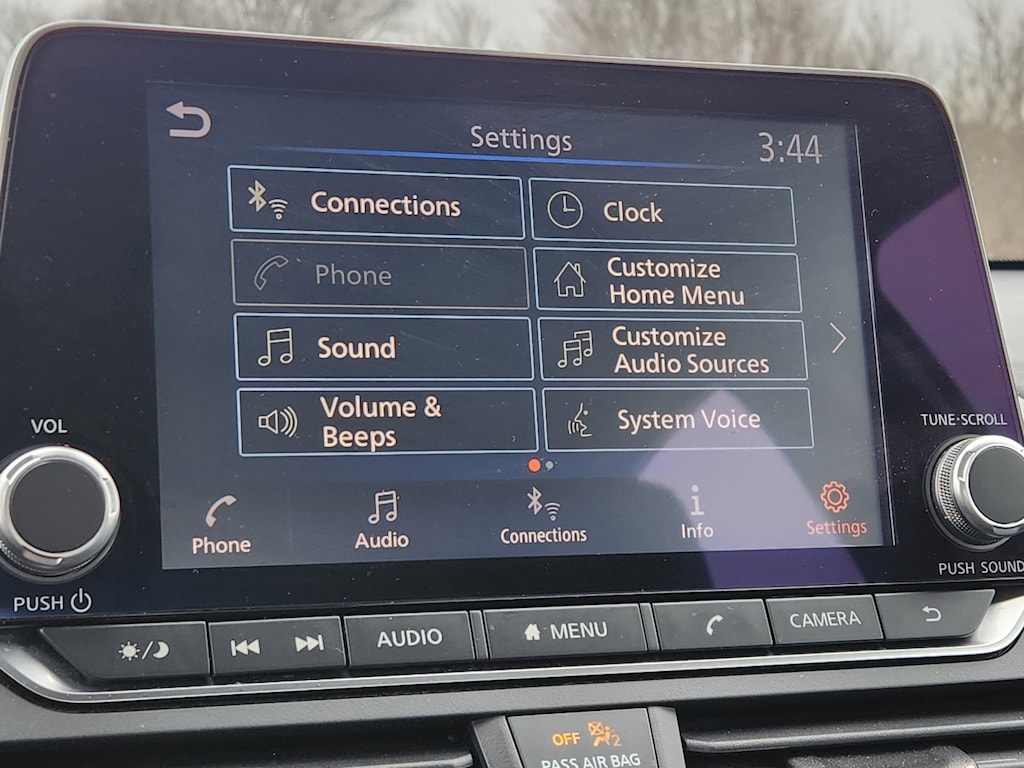 Settings
3:44
Connections
Clock
Phone
Customize
Home Menu
Sound
Customize
Audio Sources
Volume &
Beeps
System Voice
Phone
Audio
Connections
Info
Settings
VOL
PUSH
TUNE·SCROLL
PUSH SOUND
AUDIO
MENU
CAMERA
OFF
2
PASS AIR BAG